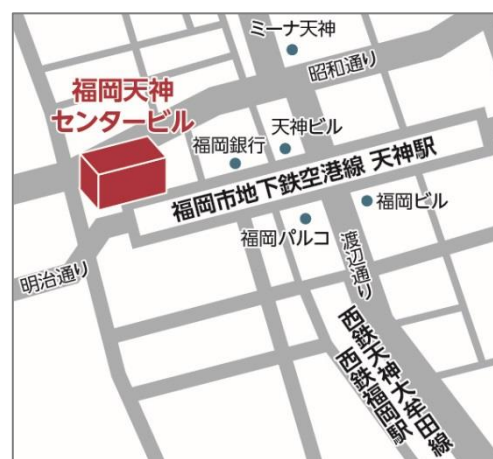 ミーナ天神
昭和通り
福岡天神
センタービル
天神ビル
福岡銀行
福岡市地下鉄空港線 天神駅
福岡ビル
福岡パルコ
渡辺通り
明治通り
西鉄天神大牟田線
西鉄福岡駅